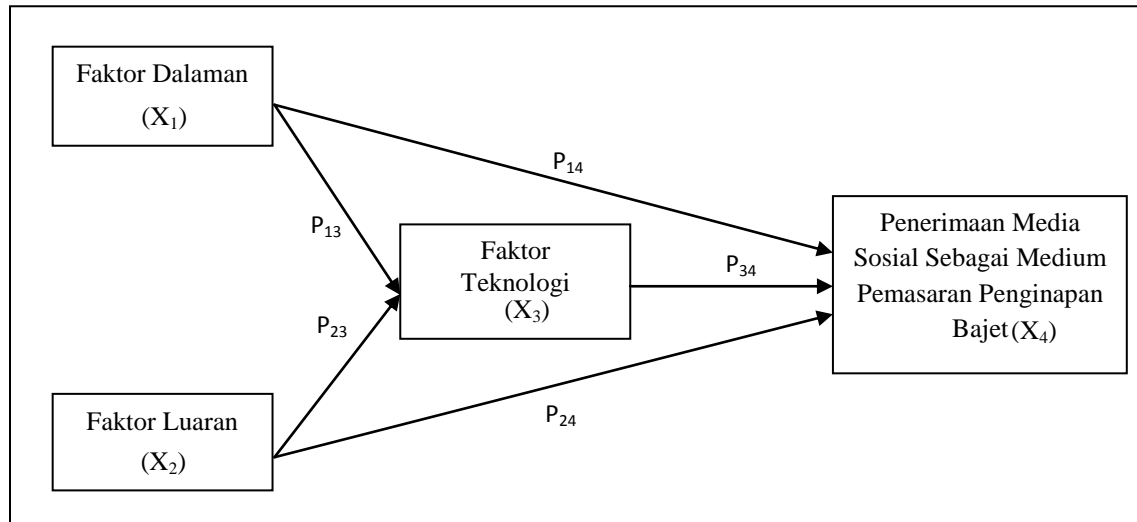 Faktor Dalaman
(X₁)
P₁₄
P₁₃
Faktor
Teknologi
(X₃)
P₃₄
Penerimaan Media
Sosial Sebagai Medium
Pemasaran Penginapan
Bajet (X₄)
P₂₃
Faktor Luaran
(X₂)
P₂₄